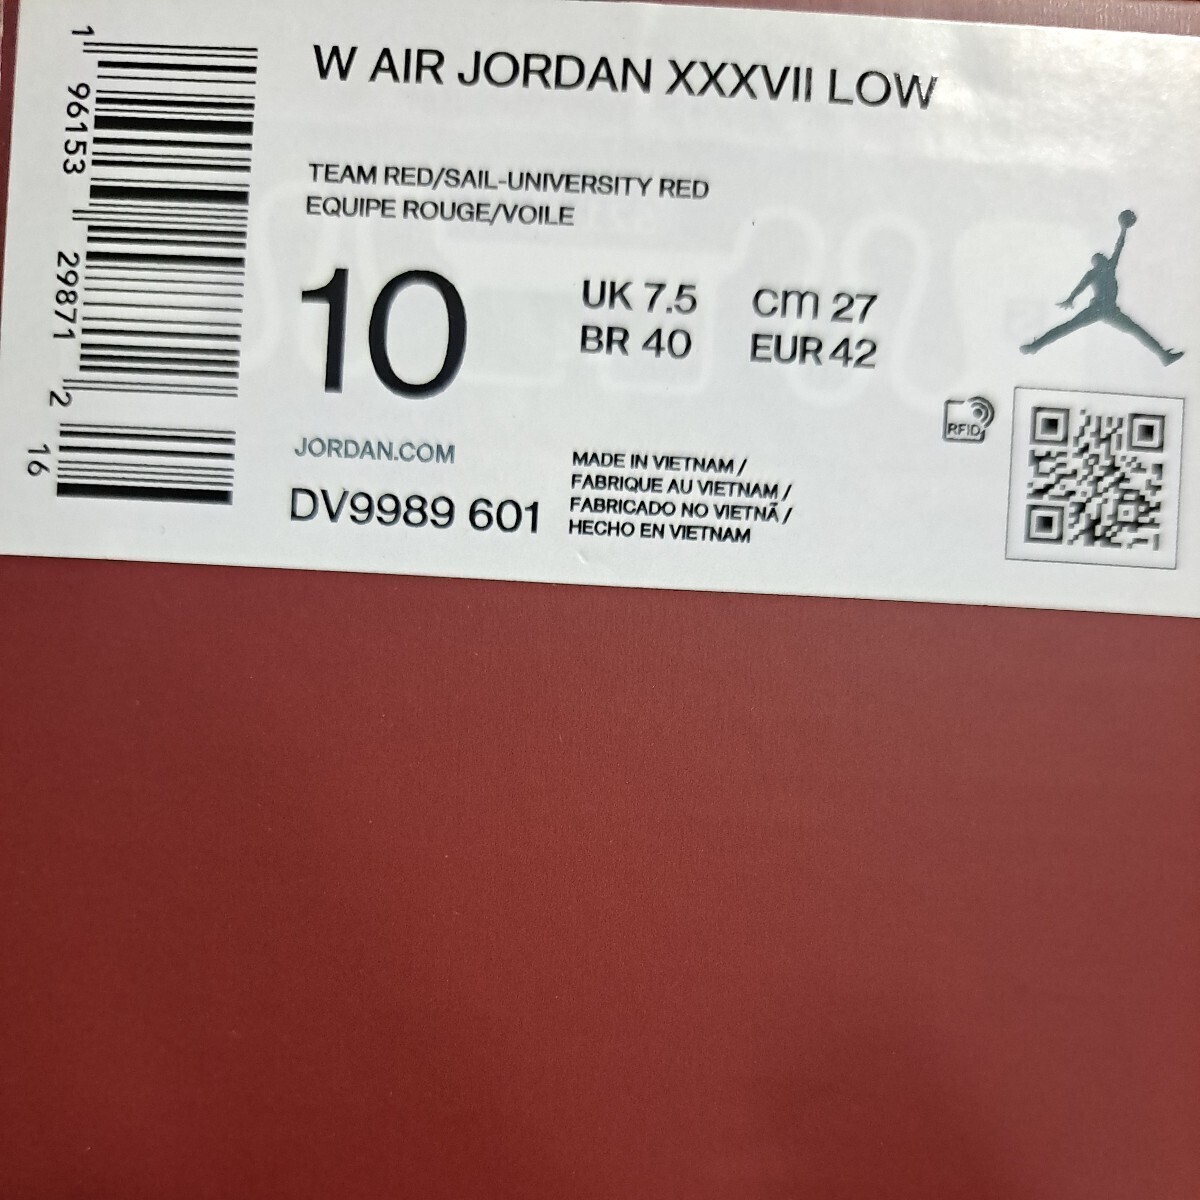 W AIR JORDAN XXXVII LOW
TEAM RED/SAIL-UNIVERSITY RED
EQUIPE ROUGE/VOILE
10
UK 7.5 cm 27
BR 40 EUR 42
JORDAN.COM
DV9989 601
MADE IN VIETNAM /
FABRIQUE AU VIETNAM /
FABRICADO NO VIETNÃ /
HECHO EN VIETNAM
RFID
1 96153 29871 2 16